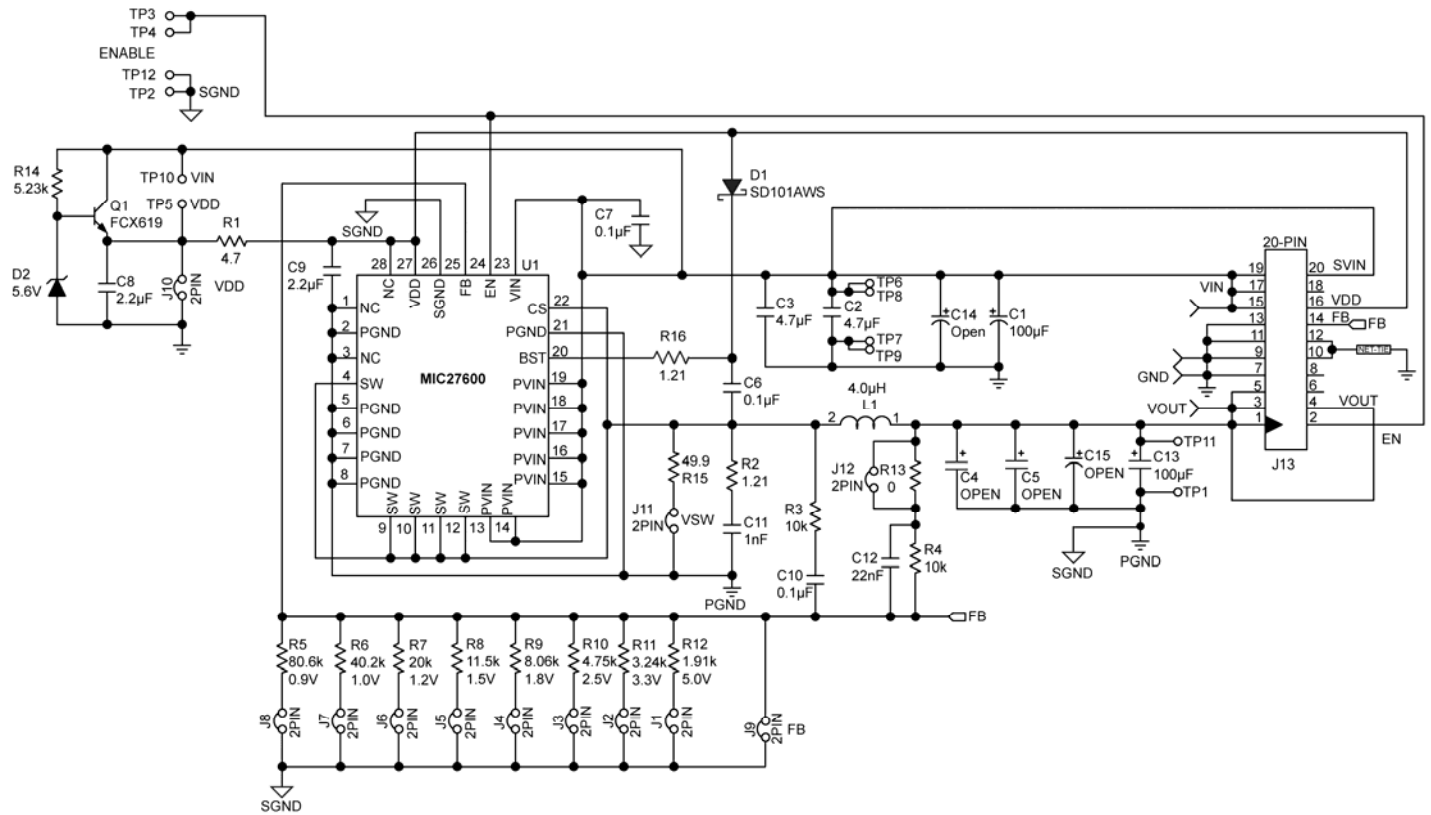 TP3
TP4
ENABLE
TP12
TP2
SGND
R14
5.23k
TP10
VIN
TP5
VDD
Q1
FCX619
R1
4.7
D2
5.6V
C8
2.2µF
J10
2PIN
VDD
SGND
C9
2.2µF
C7
0.1µF
D1
SD101AWS
28
27
26
25
24
23
U1
NC
VDD
SGND
FB
EN
VIN
1
NC
2
PGND
3
NC
4
SW
5
PGND
6
PGND
7
PGND
8
PGND
MIC27600
CS
22
PGND
21
BST
20
PVIN
19
PVIN
18
PVIN
17
PVIN
16
PVIN
15
SW
SW
SW
SW
PVIN
PVIN
9
10
11
12
13
14
R16
1.21
C6
0.1µF
C3
4.7µF
C2
4.7µF
TP6
TP8
TP7
TP9
C14
Open
C1
100µF
20-PIN
19
20
SVIN
VIN
17
18
15
16
VDD
13
14
FB
FB
11
12
9
10
NET-TIE
GND
7
8
5
6
VOUT
3
4
VOUT
1
2
EN
J13
4.0µH
2
L1
1
49.9
R15
J11
2PIN
VSW
R2
1.21
C11
1nF
PGND
R3
10k
C10
0.1µF
J12
2PIN
R13
0
C12
22nF
R4
10k
C4
OPEN
C5
OPEN
C15
OPEN
TP11
C13
100µF
TP1
SGND
PGND
FB
R5
80.6k
0.9V
R6
40.2k
1.0V
R7
20k
1.2V
R8
11.5k
1.5V
R9
8.06k
1.8V
R10
4.75k
2.5V
R11
3.24k
3.3V
R12
1.91k
5.0V
J8
2PIN
J7
2PIN
J6
2PIN
J5
2PIN
J4
2PIN
J3
2PIN
J2
2PIN
J1
2PIN
J9
2PIN
FB
SGND